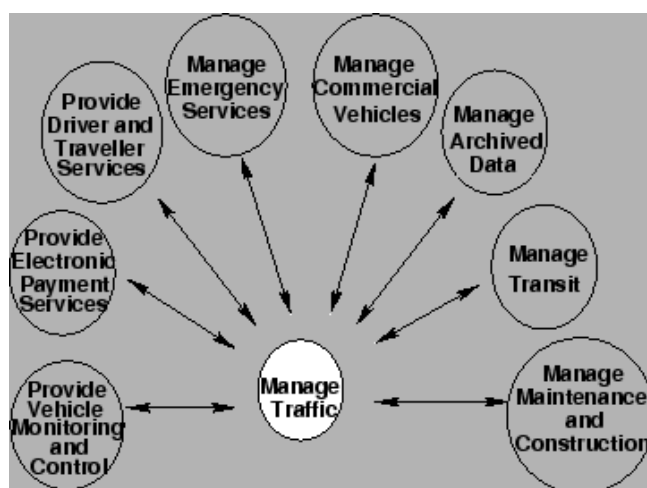 Manage
Emergency
Services
Manage
Commercial
Vehicles
Provide
Driver and
Traveller
Services
Manage
Archived
Data
Provide
Electronic
Payment
Services
Manage
Transit
Manage
Traffic
Provide
Vehicle
Monitoring
and
Control
Manage
Maintenance
and
Construction